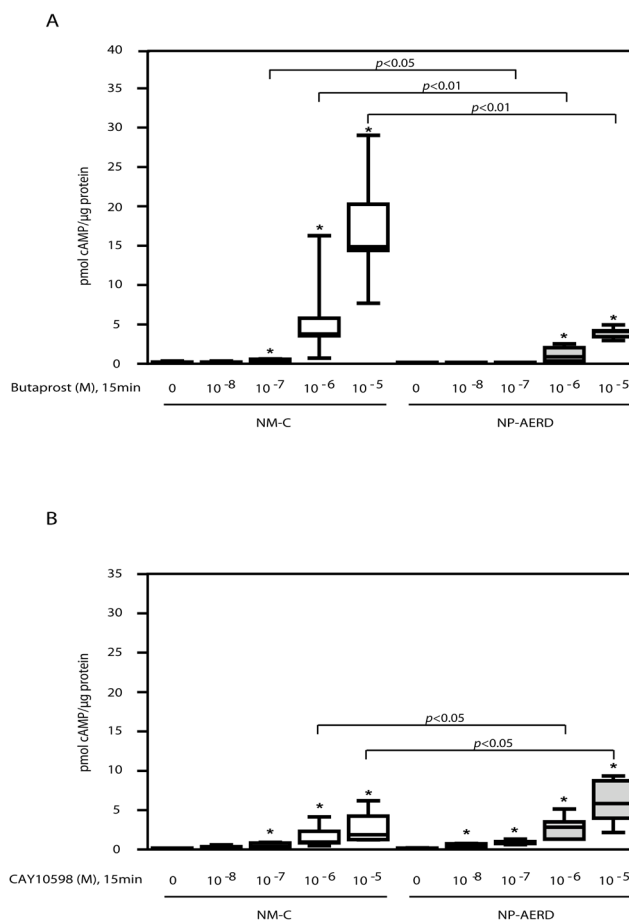 A
40
p<0.05
35
p<0.01
p<0.01
30
*
25
pmol cAMP/µg protein
20
*
15
10
5
*
*
*
0
Butaprost (M), 15min 0 10⁻⁸ 10⁻⁷ 10⁻⁶ 10⁻⁵ 0 10⁻⁸ 10⁻⁷ 10⁻⁶ 10⁻⁵
NM-C NP-AERD
B
35
30
25
pmol cAMP/µg protein
20
15
p<0.05
p<0.05
10
*
*
*
*
5
*
*
*
0
CAY10598 (M), 15min 0 10⁻⁸ 10⁻⁷ 10⁻⁶ 10⁻⁵ 0 10⁻⁸ 10⁻⁷ 10⁻⁶ 10⁻⁵
NM-C NP-AERD